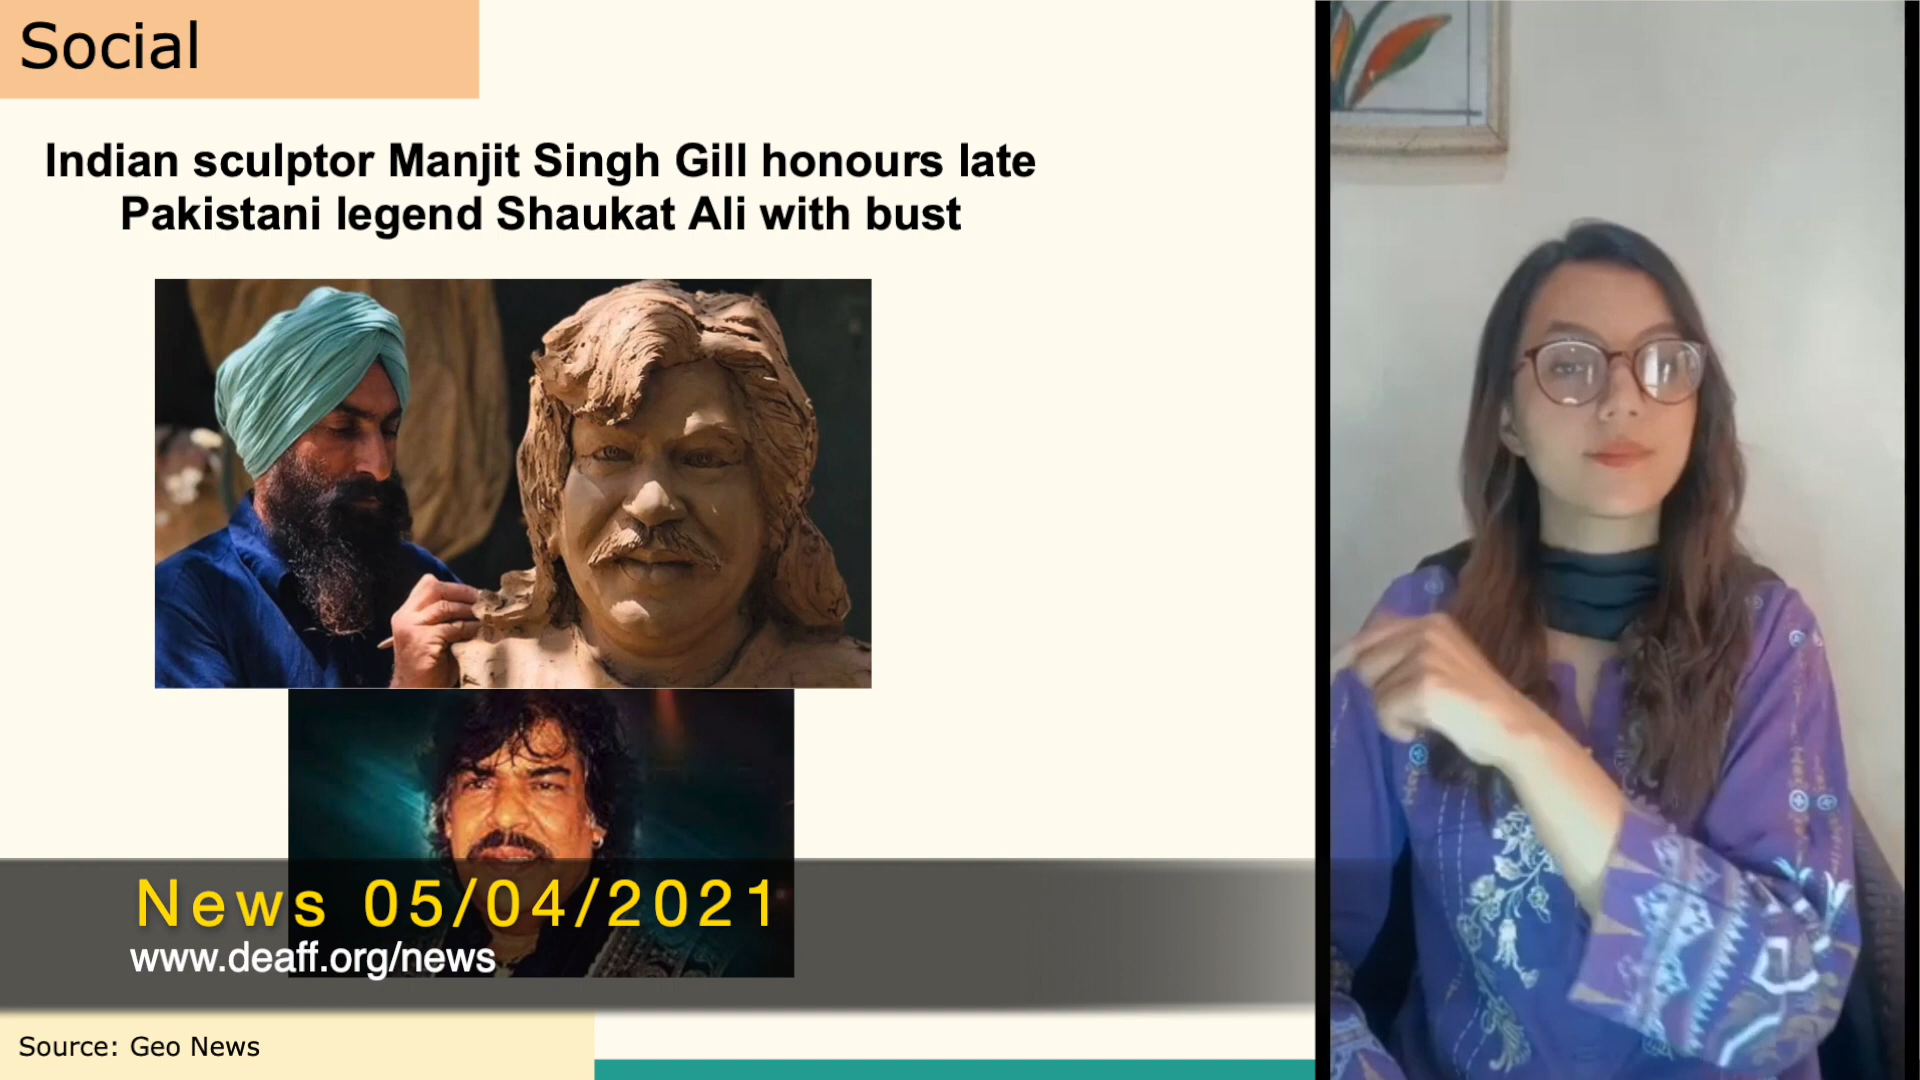 Social
Indian sculptor Manjit Singh Gill honours late
Pakistani legend Shaukat Ali with bust
News 05/04/2021
www.deaff.org/news
Source: Geo News